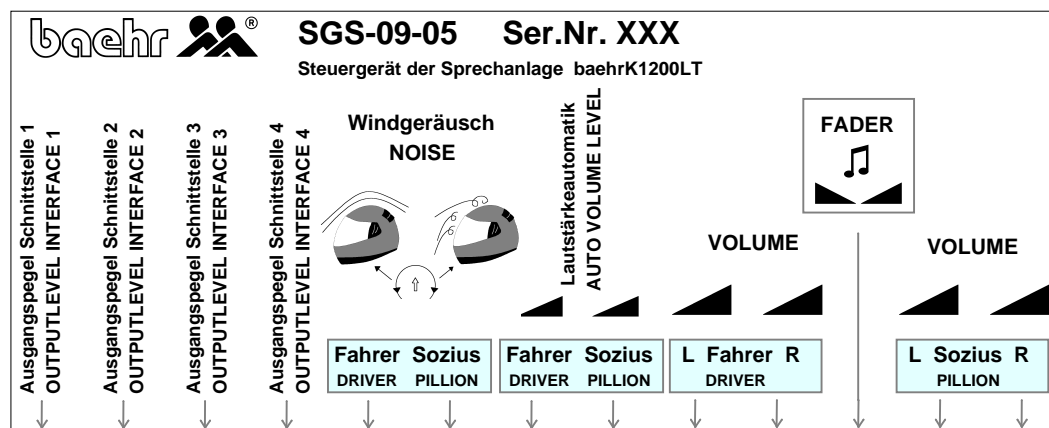 baehr ®
SGS-09-05 Ser.Nr. XXX
Steuergerät der Sprechanlage baehrK1200LT
Ausgangspegel Schnittstelle 1
OUTPUTLEVEL INTERFACE 1
Ausgangspegel Schnittstelle 2
OUTPUTLEVEL INTERFACE 2
Ausgangspegel Schnittstelle 3
OUTPUTLEVEL INTERFACE 3
Ausgangspegel Schnittstelle 4
OUTPUTLEVEL INTERFACE 4
Windgeräusch
NOISE
Lautstärkeautomatik
AUTO VOLUME LEVEL
VOLUME
FADER
VOLUME
Fahrer Sozius
DRIVER PILLION
Fahrer Sozius
DRIVER PILLION
L Fahrer R
DRIVER
L Sozius R
PILLION